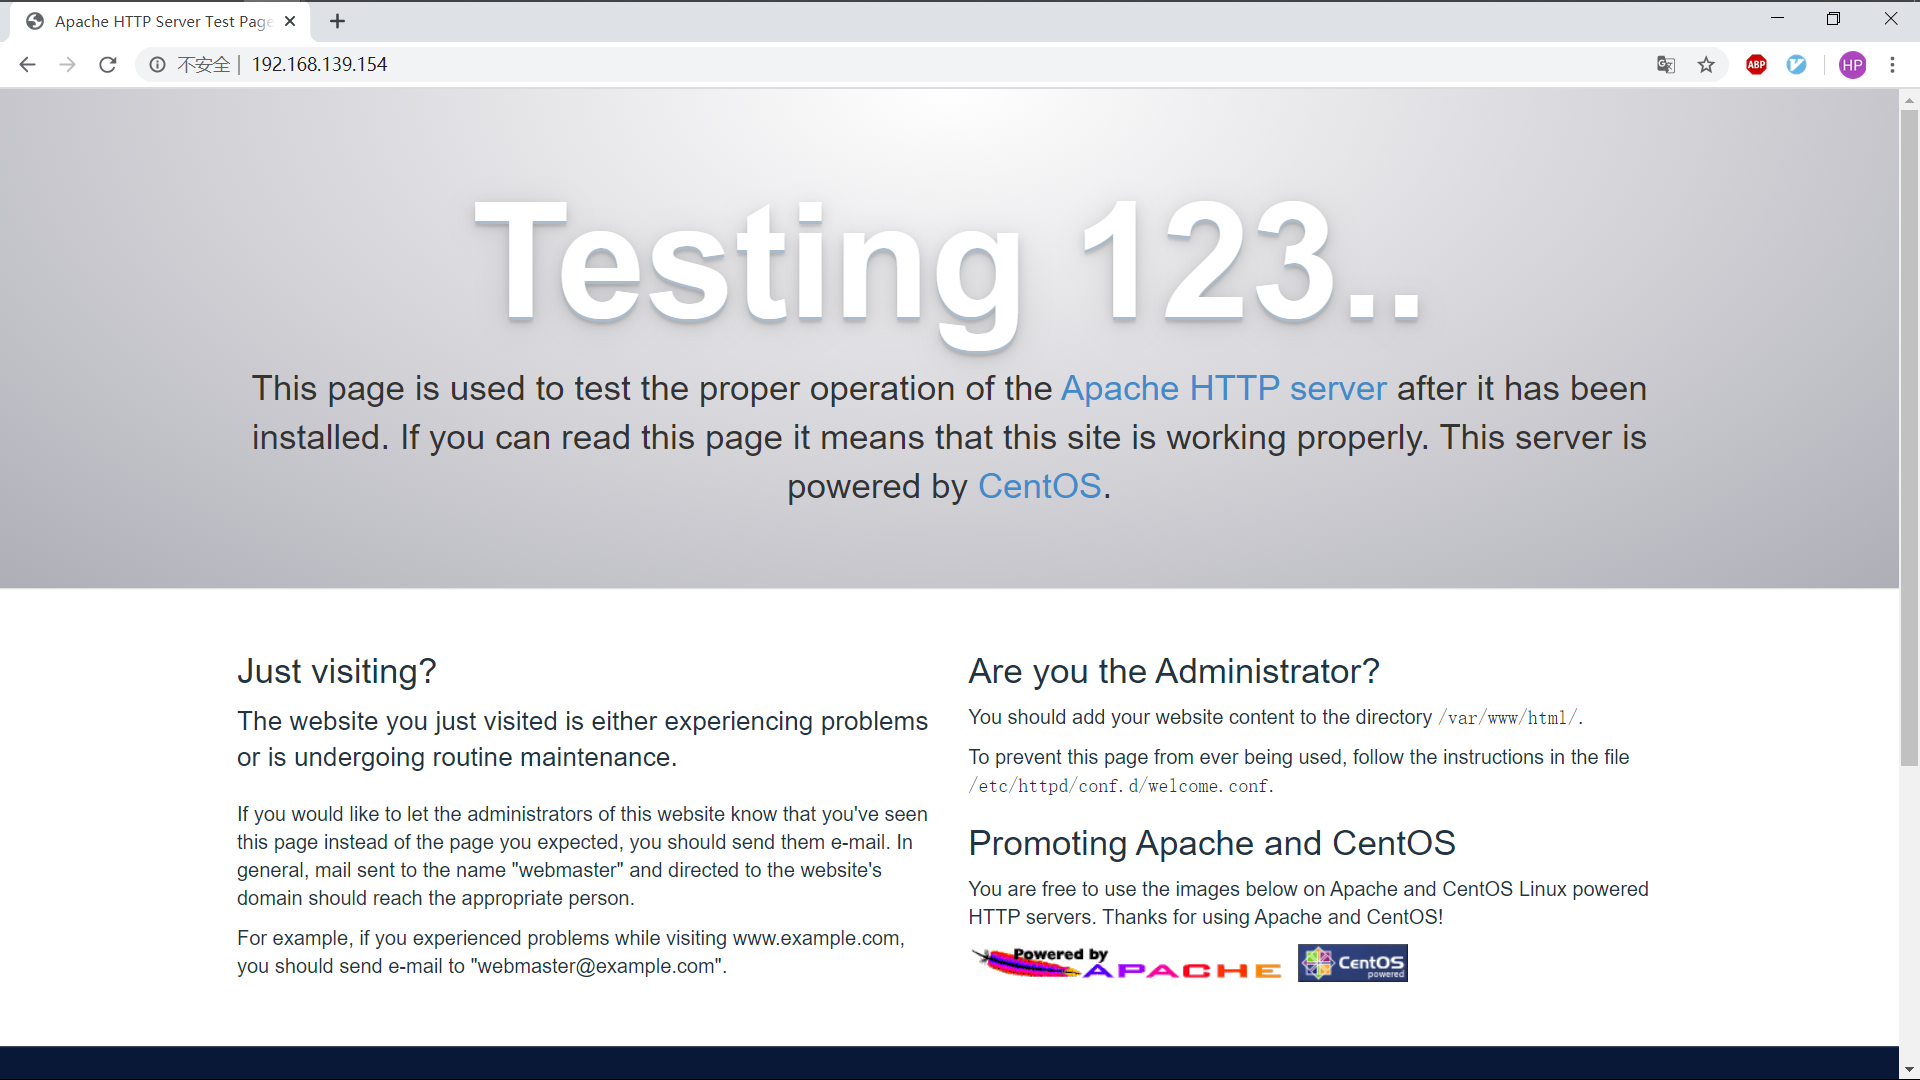 Apache HTTP Server Test Page
不安全 | 192.168.139.154
ABP
HP
Testing 123..
This page is used to test the proper operation of the Apache HTTP server after it has been
installed. If you can read this page it means that this site is working properly. This server is
powered by CentOS.
Just visiting?
The website you just visited is either experiencing problems
or is undergoing routine maintenance.
If you would like to let the administrators of this website know that you've seen
this page instead of the page you expected, you should send them e-mail. In
general, mail sent to the name "webmaster" and directed to the website's
domain should reach the appropriate person.
For example, if you experienced problems while visiting www.example.com,
you should send e-mail to "webmaster@example.com".
Are you the Administrator?
You should add your website content to the directory /var/www/html/.
To prevent this page from ever being used, follow the instructions in the file
/etc/httpd/conf.d/welcome.conf.
Promoting Apache and CentOS
You are free to use the images below on Apache and CentOS Linux powered
HTTP servers. Thanks for using Apache and CentOS!
Powered by
APACHE
CentOS
powered